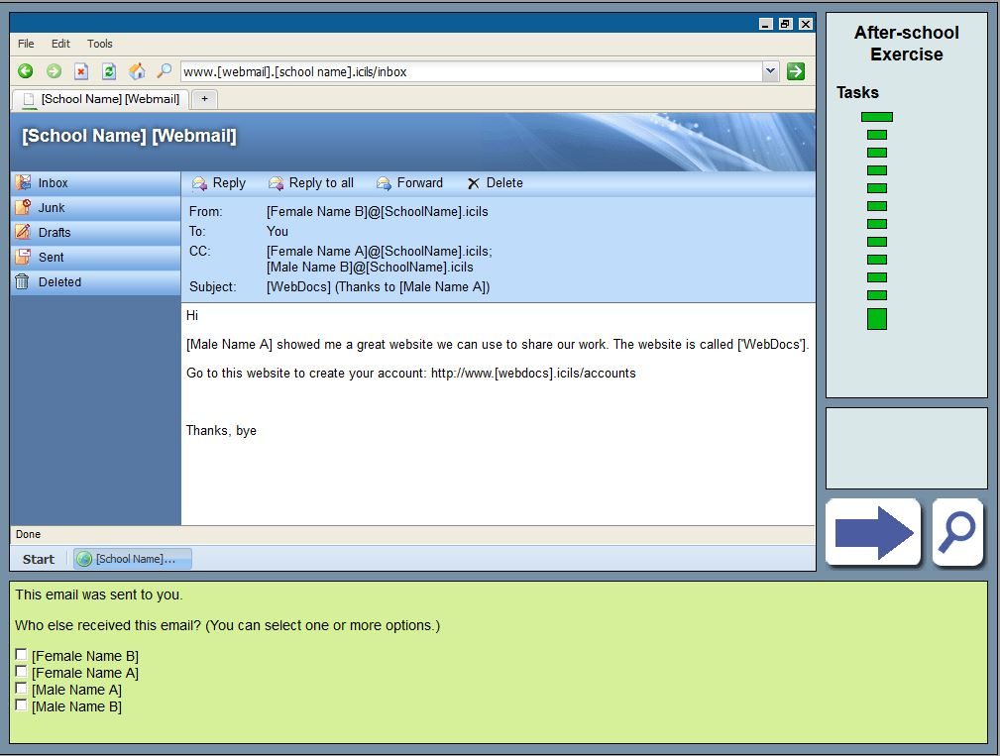 File Edit Tools
www.[webmail].[school name].icils/inbox
[School Name] [Webmail] +
[School Name] [Webmail]
Inbox
Junk
Drafts
Sent
Deleted
Reply Reply to all Forward Delete
From: [Female Name B]@[SchoolName].icils
To: You
CC: [Female Name A]@[SchoolName].icils;
[Male Name B]@[SchoolName].icils
Subject: [WebDocs] (Thanks to [Male Name A])
Hi
[Male Name A] showed me a great website we can use to share our work. The website is called ['WebDocs'].
Go to this website to create your account: http://www.[webdocs].icils/accounts
Thanks, bye
Done
Start [School Name]...
After-school
Exercise
Tasks
This email was sent to you.
Who else received this email? (You can select one or more options.)
[Female Name B]
[Female Name A]
[Male Name A]
[Male Name B]